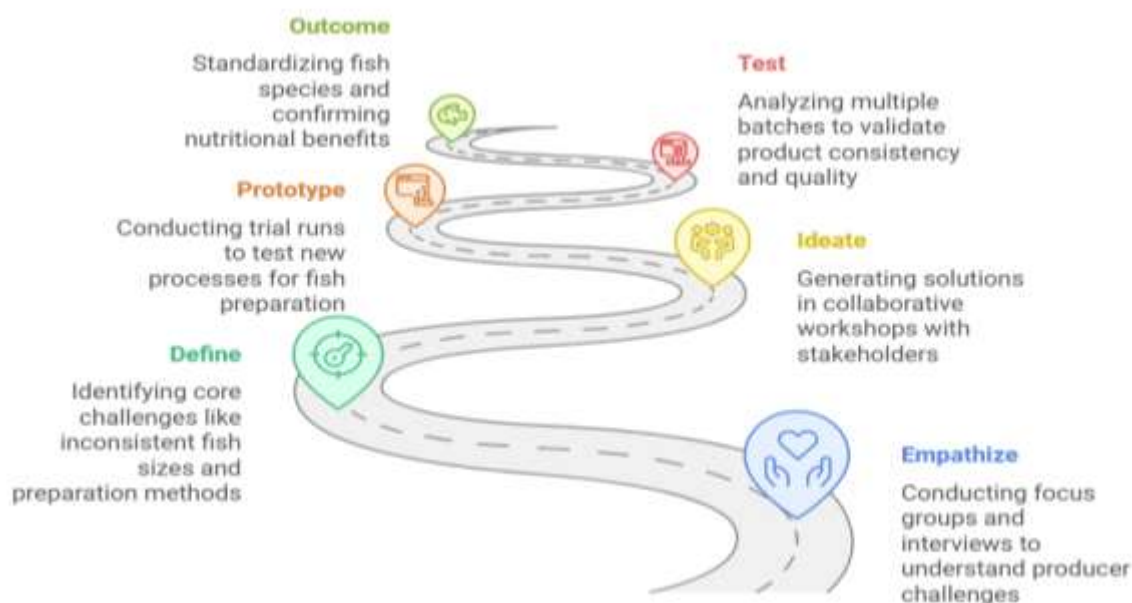 Outcome
Standardizing fish
species and
confirming
nutritional benefits
Test
Analyzing multiple
batches to validate
product consistency
and quality
Prototype
Conducting trial runs
to test new
processes for fish
preparation
Ideate
Generating solutions
in collaborative
workshops with
stakeholders
Define
Identifying core
challenges like
inconsistent fish
sizes and
preparation methods
Empathize
Conducting focus
groups and
interviews to
understand producer
challenges